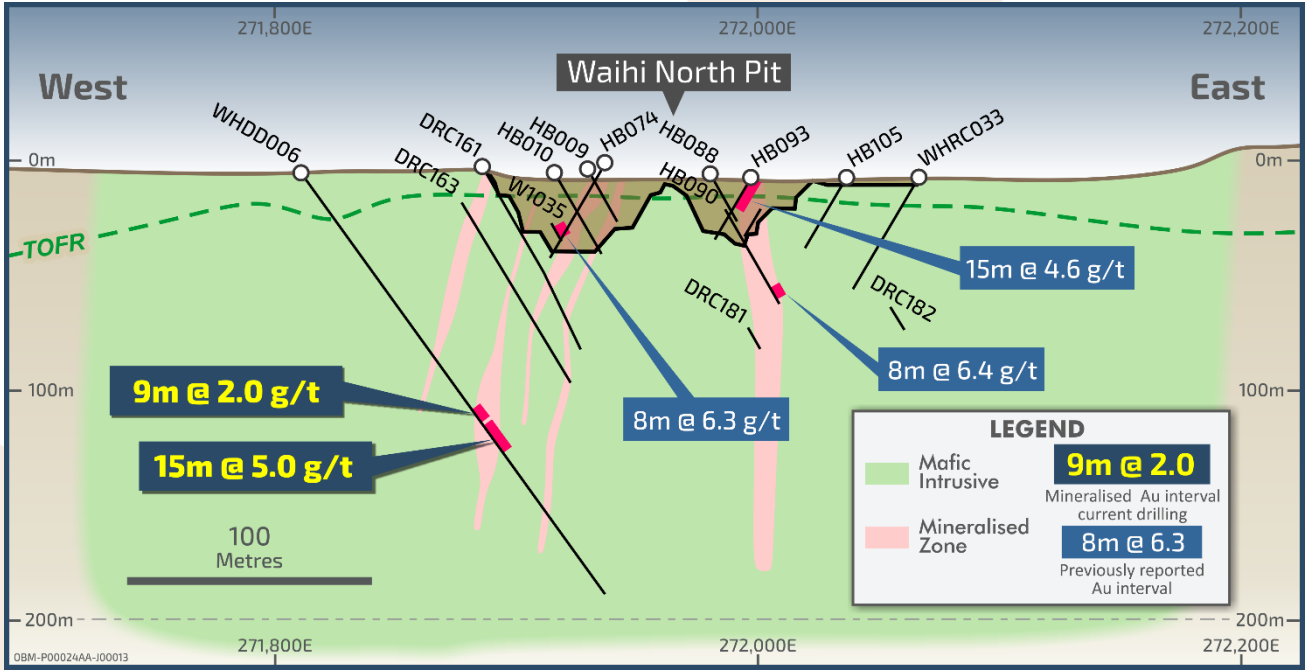 271,800E
272,000E
272,200E
West
Waihi North Pit
East
WHDD006
DRC161
DRC163
HB010
HB009
HB074
W1035
HB088
HB090
HB093
HB105
WHRC033
0m
0m
TOFR
15m @ 4.6 g/t
DRC181
DRC182
8m @ 6.4 g/t
100m
100m
9m @ 2.0 g/t
8m @ 6.3 g/t
15m @ 5.0 g/t
100
Metres
LEGEND
Mafic
Intrusive
Mineralised
Zone
9m @ 2.0
Mineralised Au interval
current drilling
8m @ 6.3
Previously reported
Au interval
200m
200m
271,800E
272,000E
272,200E
OBM-P00024AA-J00013